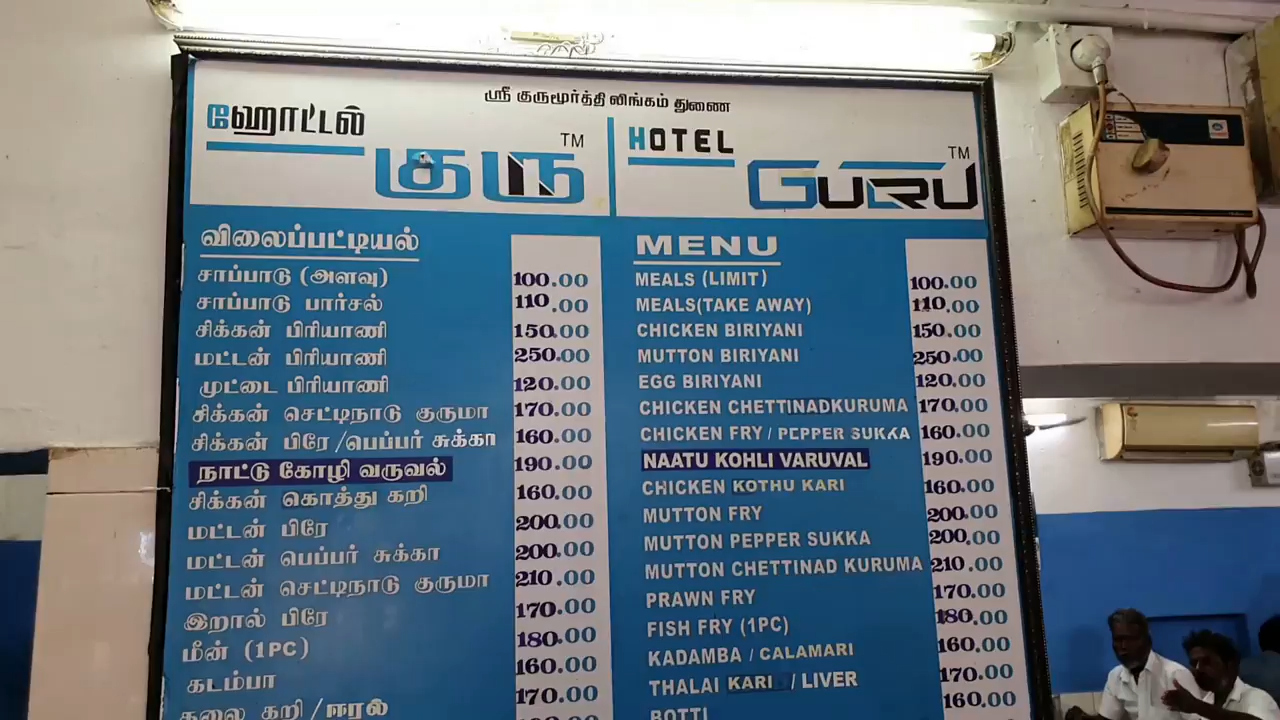 ஸ்ரீ குருமூர்த்தி லிங்கம் துணை
ஹோட்டல்
குரு TM
விலைப்பட்டியல்
சாப்பாடு (அளவு) 100.00
சாப்பாடு பார்சல் 110.00
சிக்கன் பிரியாணி 150.00
மட்டன் பிரியாணி 250.00
முட்டை பிரியாணி 120.00
சிக்கன் செட்டிநாடு குருமா 170.00
சிக்கன் பிரே/பெப்பர் சுக்கா 160.00
நாட்டு கோழி வருவல் 190.00
சிக்கன் கொத்து கறி 160.00
மட்டன் பிரே 200.00
மட்டன் பெப்பர் சுக்கா 200.00
மட்டன் செட்டிநாடு குருமா 210.00
இறால் பிரே 170.00
மீன் (1PC) 180.00
கடம்பா 160.00
தலை கறி/ஈரல் 170.00
HOTEL
GURU TM
MENU
MEALS (LIMIT) 100.00
MEALS(TAKE AWAY) 110.00
CHICKEN BIRIYANI 150.00
MUTTON BIRIYANI 250.00
EGG BIRIYANI 120.00
CHICKEN CHETTINADKURUMA 170.00
CHICKEN FRY / PEPPER SUKKA 160.00
NAATU KOHLI VARUVAL 190.00
CHICKEN KOTHU KARI 160.00
MUTTON FRY 200.00
MUTTON PEPPER SUKKA 200.00
MUTTON CHETTINAD KURUMA 210.00
PRAWN FRY 170.00
FISH FRY (1PC) 180.00
KADAMBA / CALAMARI 160.00
THALAI KARI / LIVER 170.00
BOTTI 160.00